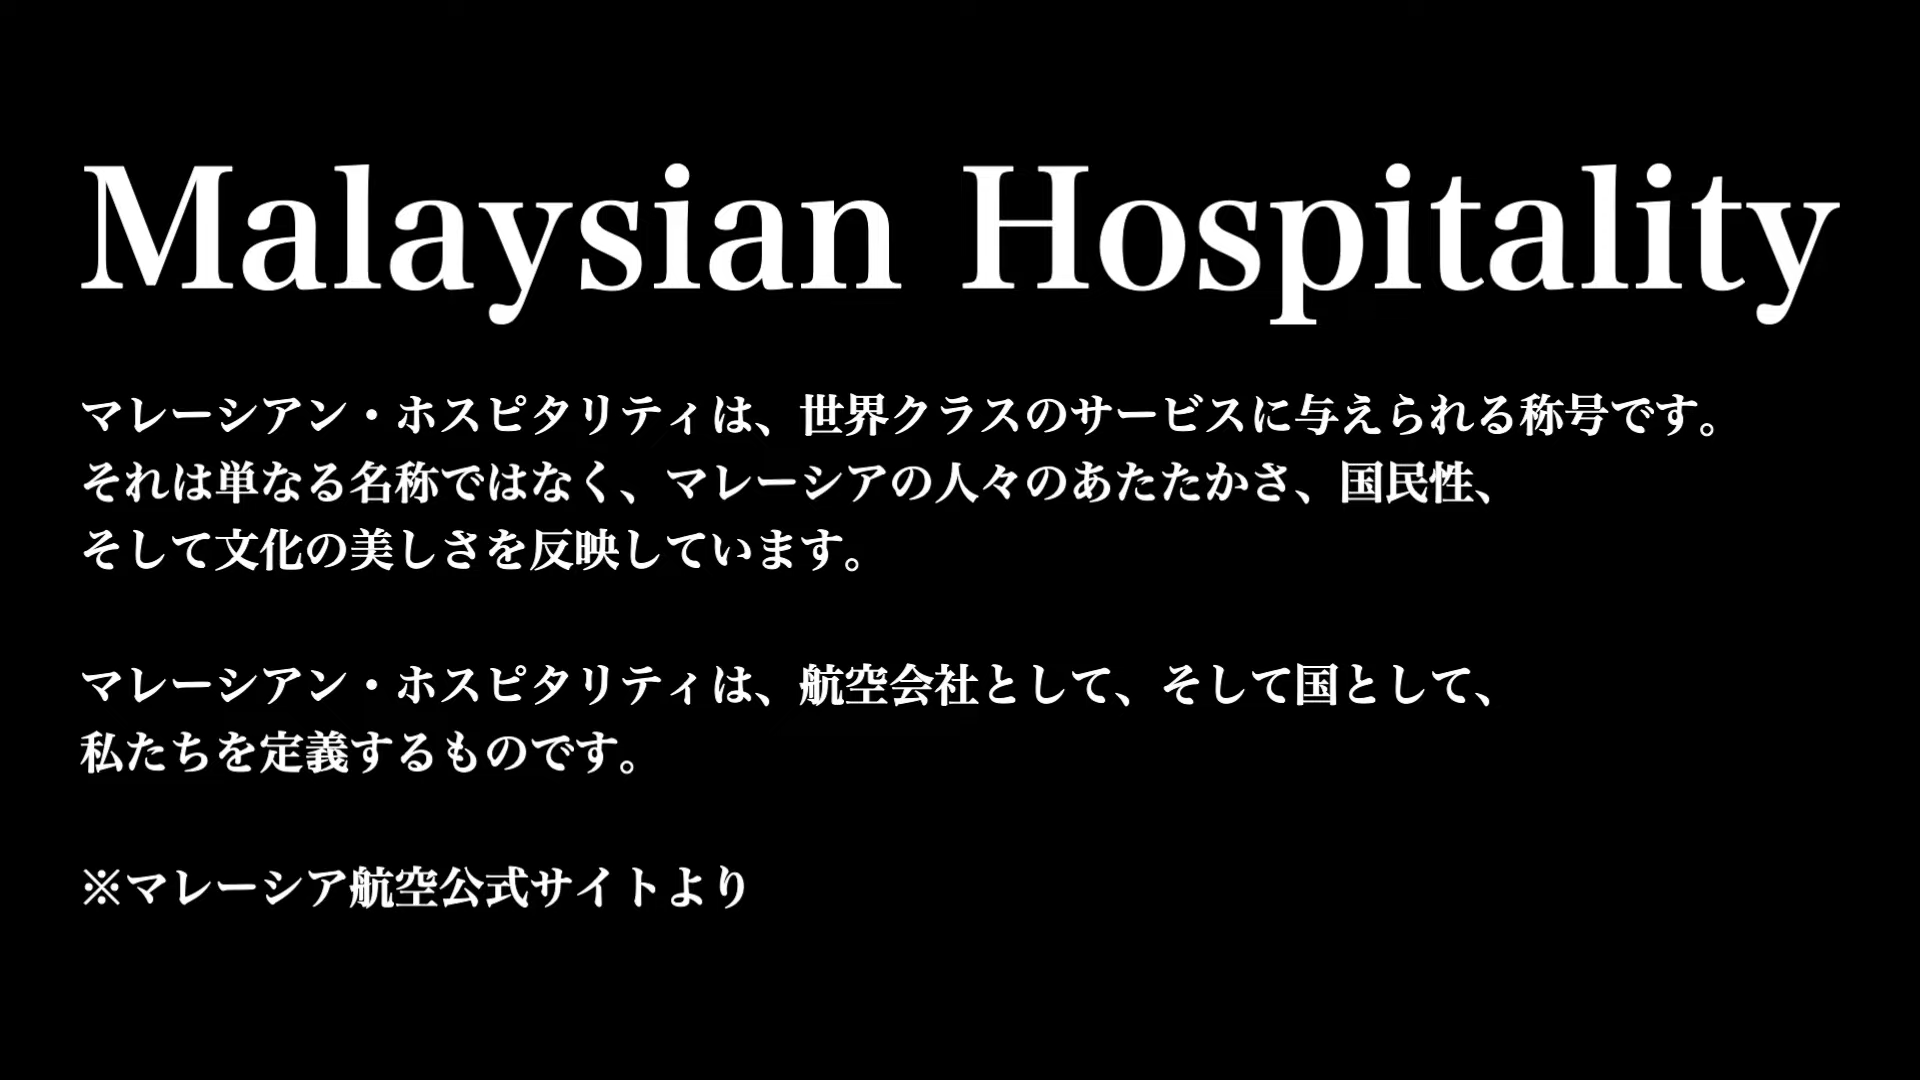 Malaysian Hospitality
マレーシアン・ホスピタリティは、世界クラスのサービスに与えられる称号です。
それは単なる名称ではなく、マレーシアの人々のあたたかさ、国民性、
そして文化の美しさを反映しています。
マレーシアン・ホスピタリティは、航空会社として、そして国として、
私たちを定義するものです。
※マレーシア航空公式サイトより